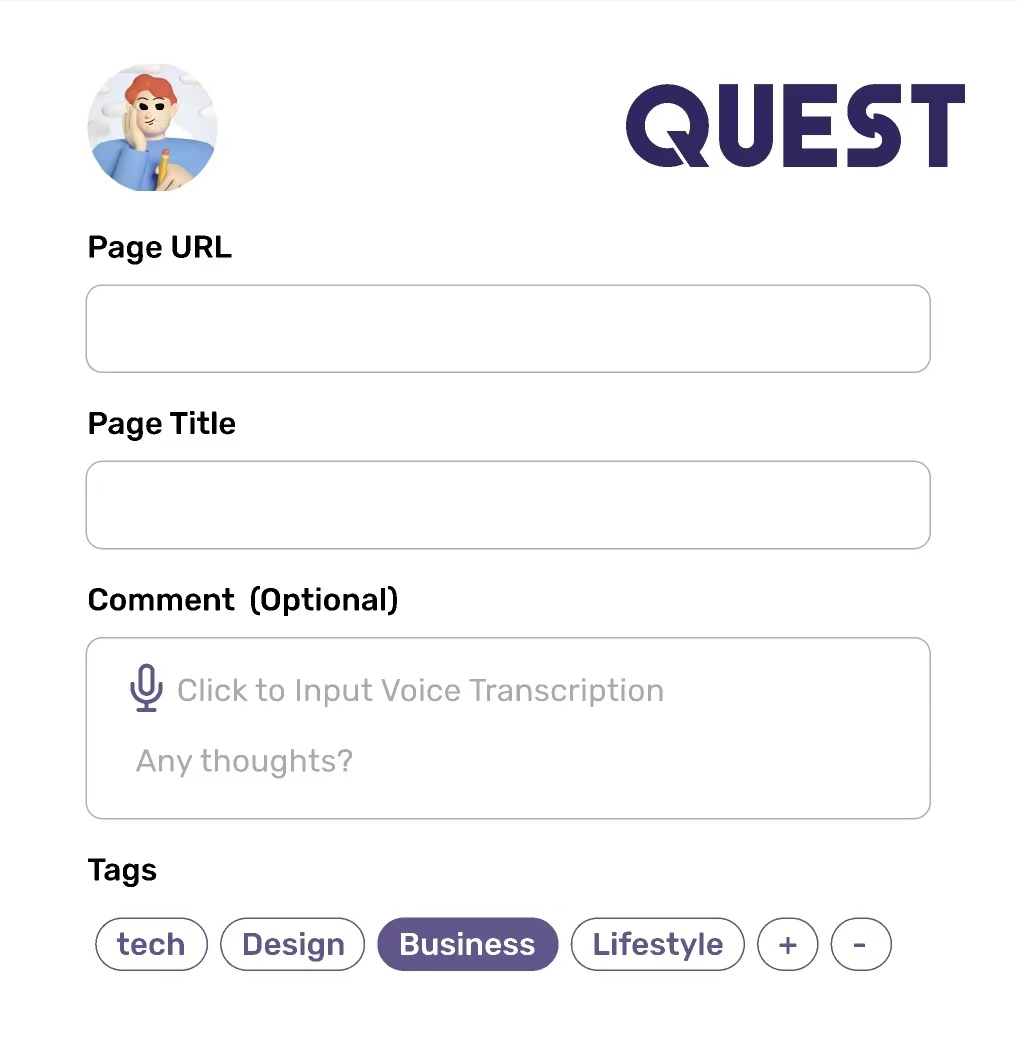 QUEST
Page URL
Page Title
Comment (Optional)
Click to Input Voice Transcription
Any thoughts?
Tags
tech Design Business Lifestyle + -